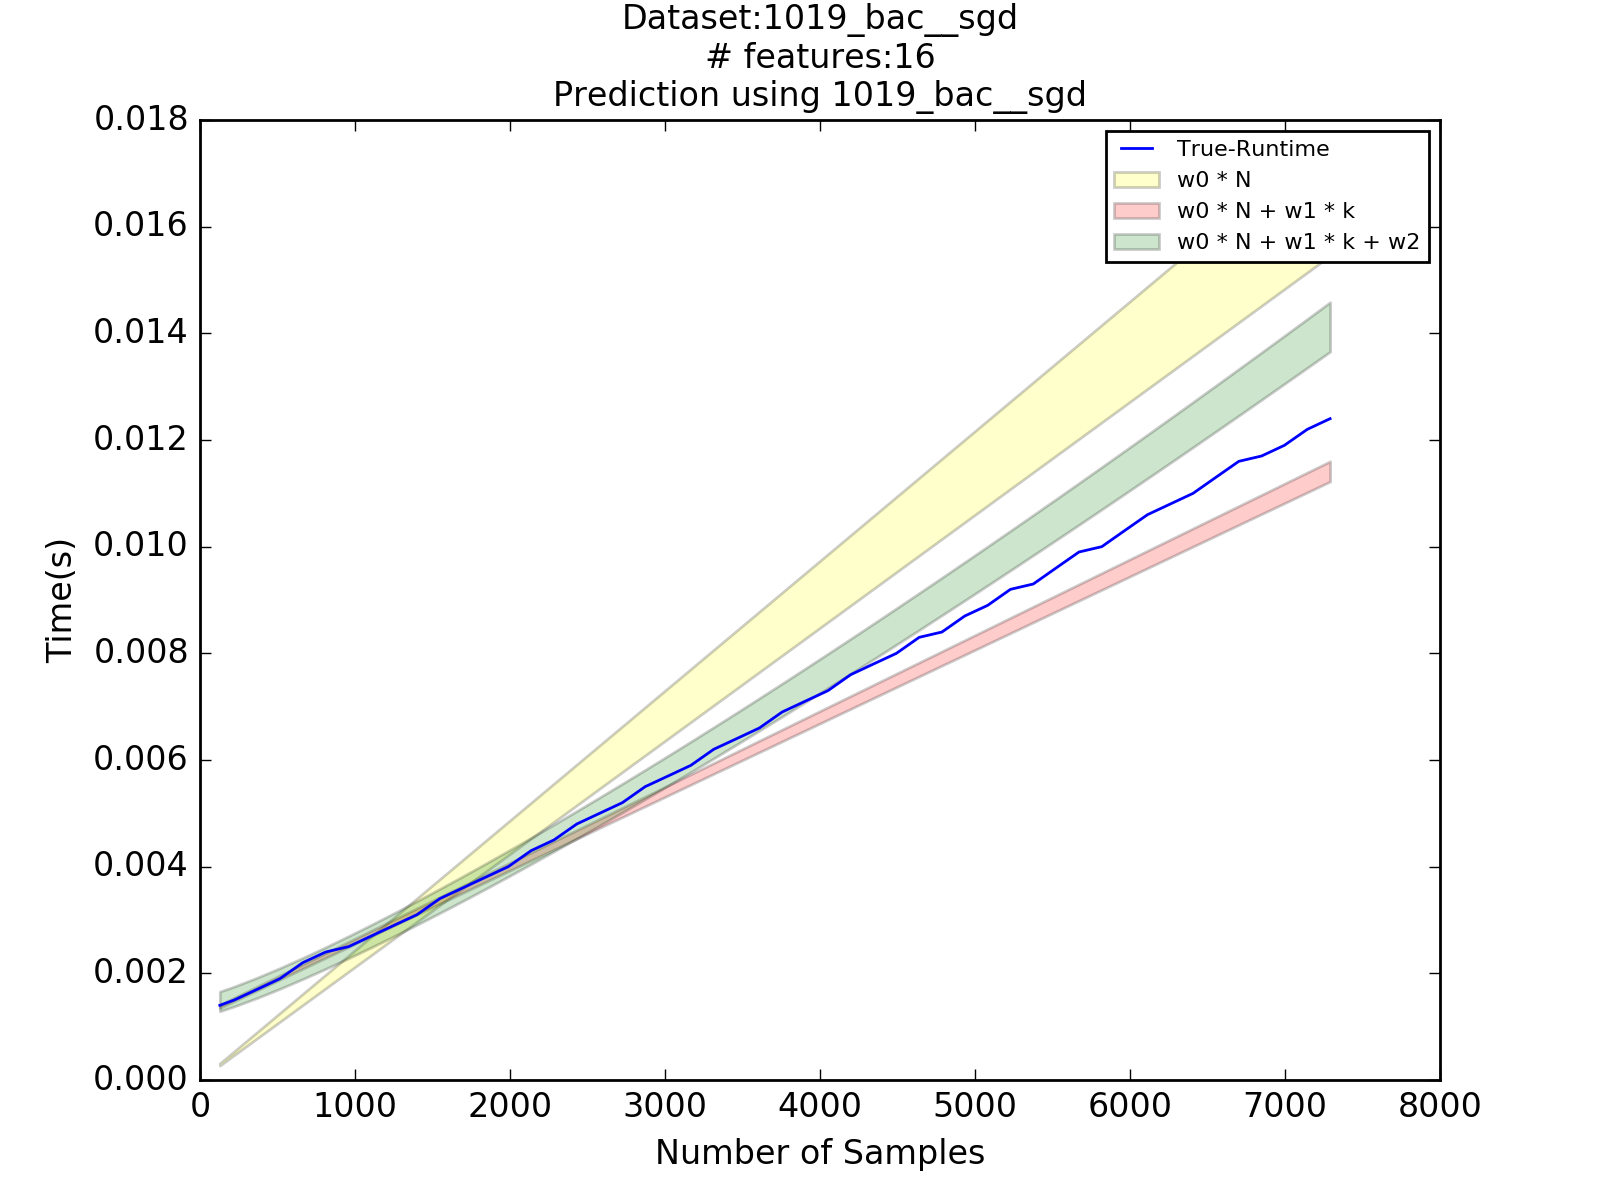 Dataset:1019_bac__sgd
# features:16
Prediction using 1019_bac__sgd
0.018
0.016
0.014
0.012
0.010
0.008
0.006
0.004
0.002
0.000
Time(s)
True-Runtime
w0 * N
w0 * N + w1 * k
w0 * N + w1 * k + w2
0 1000 2000 3000 4000 5000 6000 7000 8000
Number of Samples